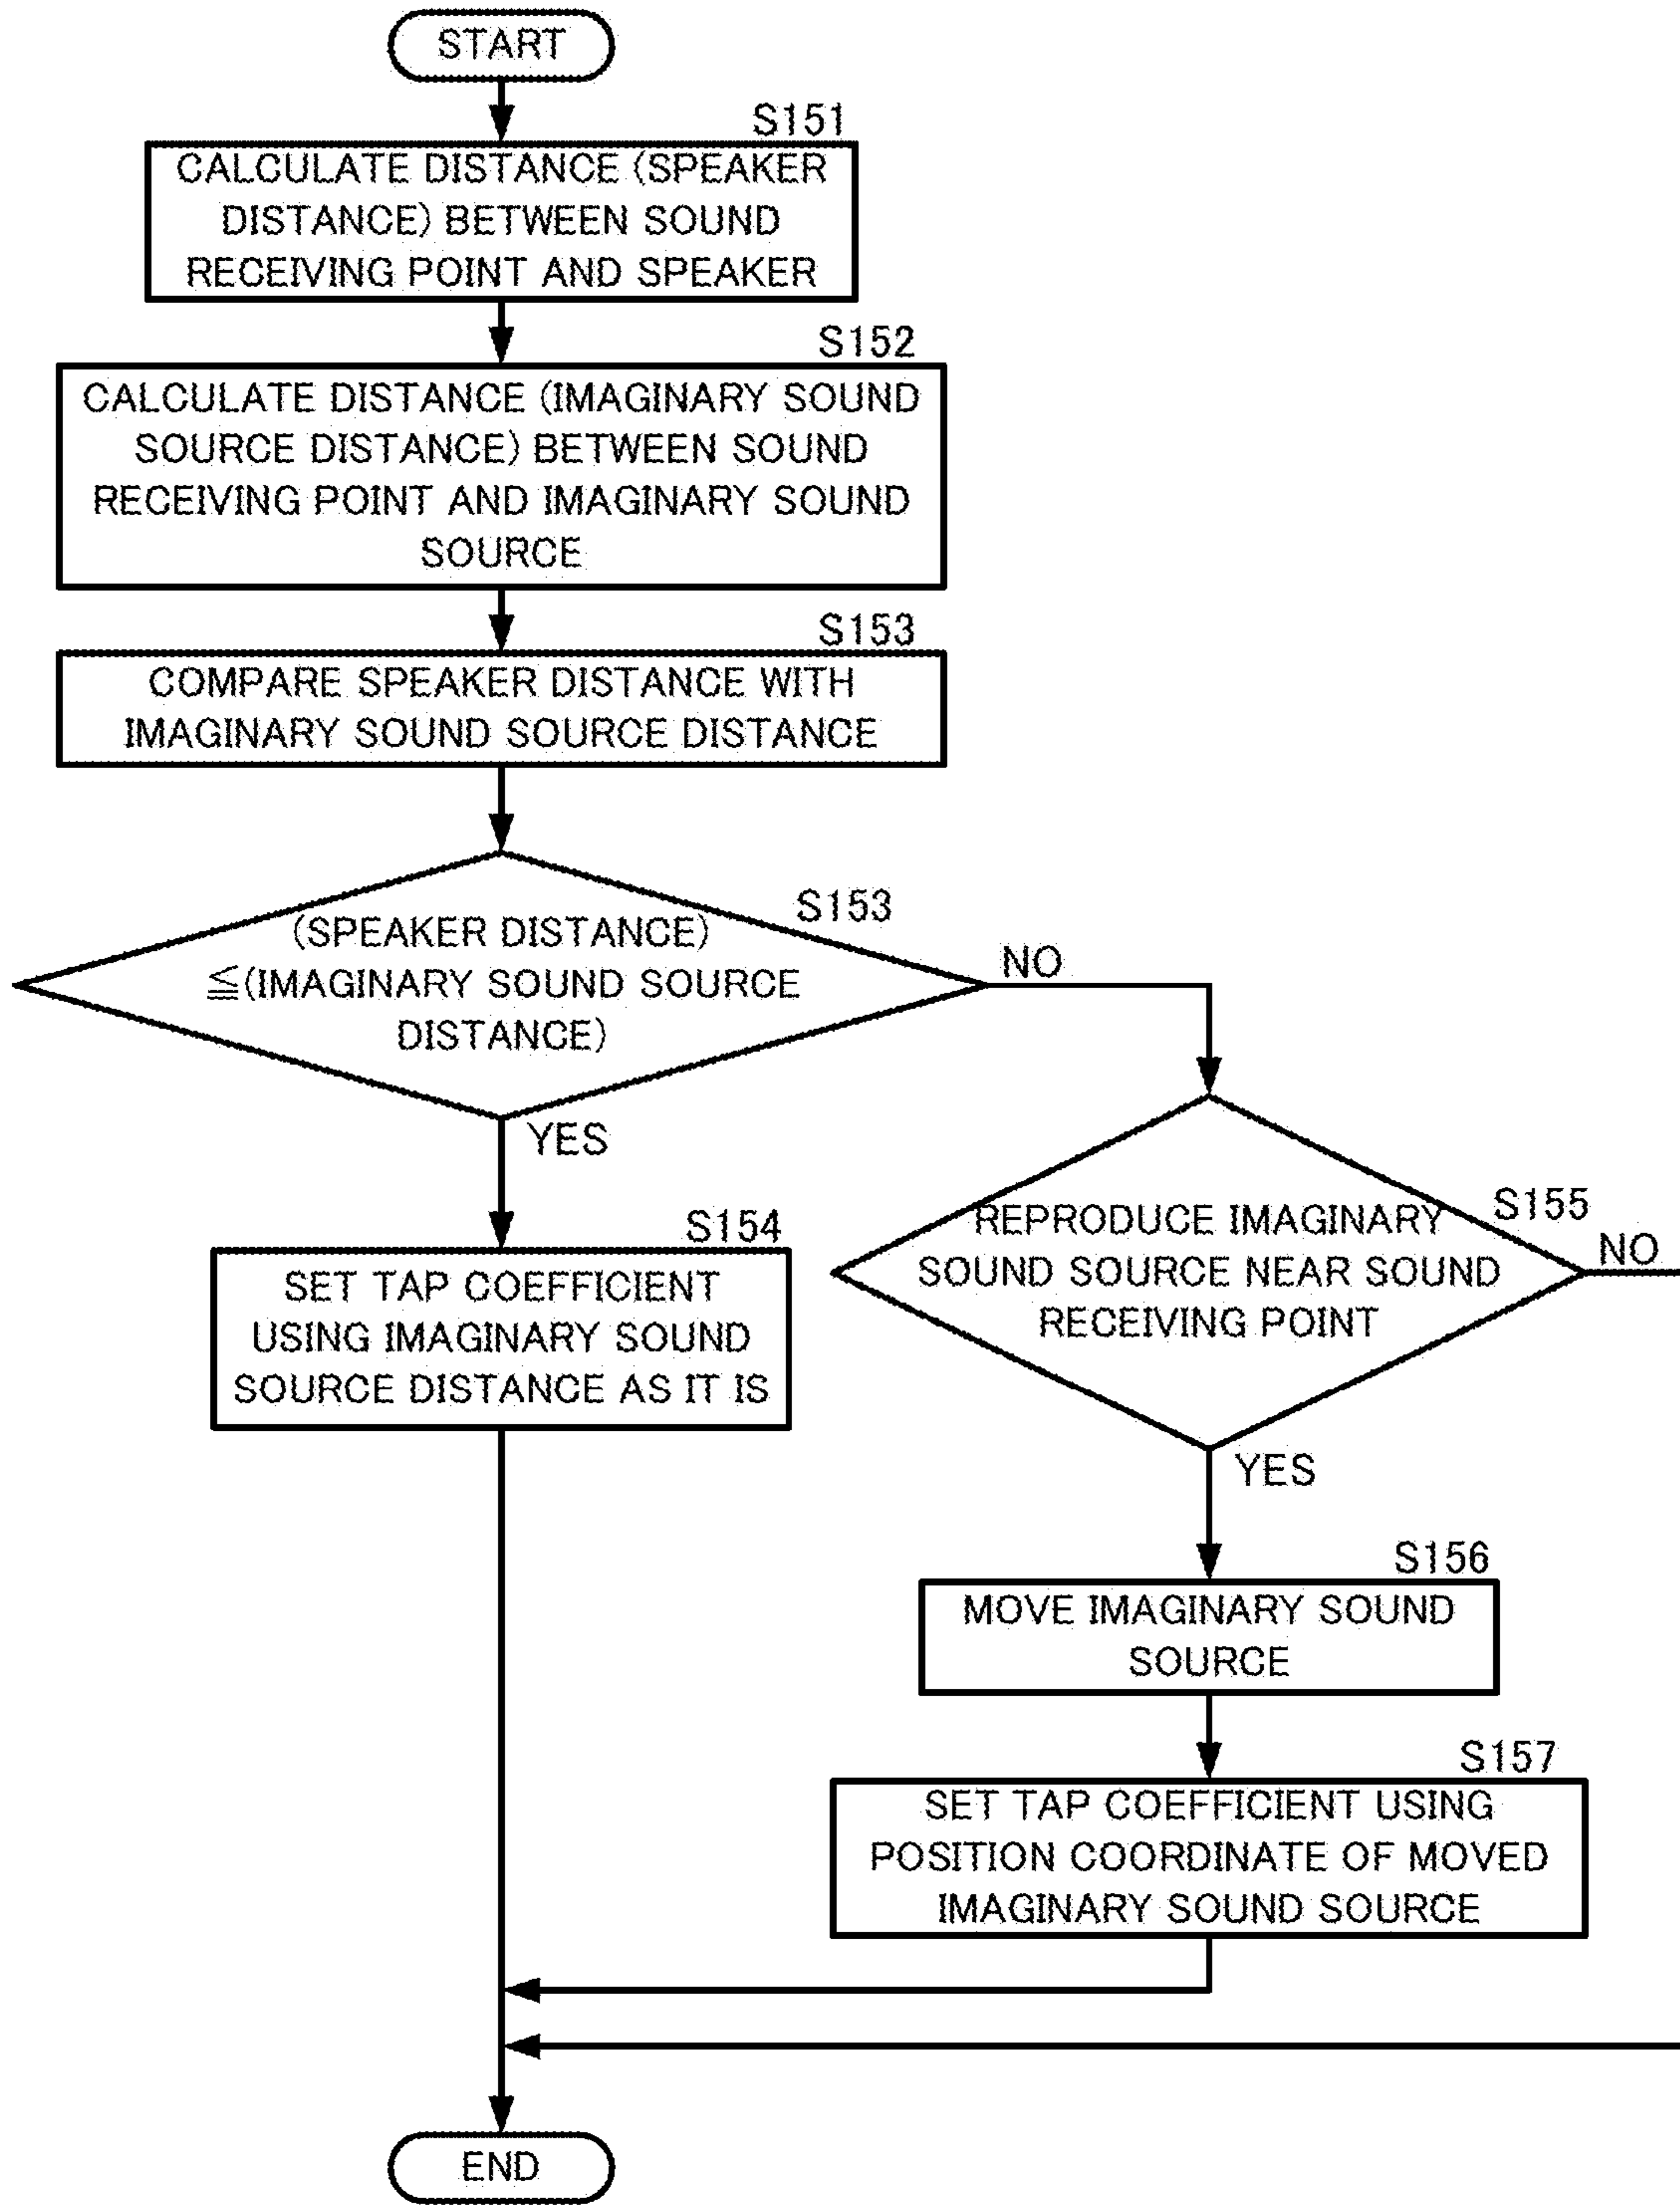 START
S151
CALCULATE DISTANCE (SPEAKER
DISTANCE) BETWEEN SOUND
RECEIVING POINT AND SPEAKER
S152
CALCULATE DISTANCE (IMAGINARY SOUND
SOURCE DISTANCE) BETWEEN SOUND
RECEIVING POINT AND IMAGINARY SOUND
SOURCE
S153
COMPARE SPEAKER DISTANCE WITH
IMAGINARY SOUND SOURCE DISTANCE
S153
(SPEAKER DISTANCE)
≦(IMAGINARY SOUND SOURCE
DISTANCE)
NO
YES
S154
SET TAP COEFFICIENT
USING IMAGINARY SOUND
SOURCE DISTANCE AS IT IS
S155
REPRODUCE IMAGINARY
SOUND SOURCE NEAR SOUND
RECEIVING POINT
NO
YES
S156
MOVE IMAGINARY SOUND
SOURCE
S157
SET TAP COEFFICIENT USING
POSITION COORDINATE OF MOVED
IMAGINARY SOUND SOURCE
END